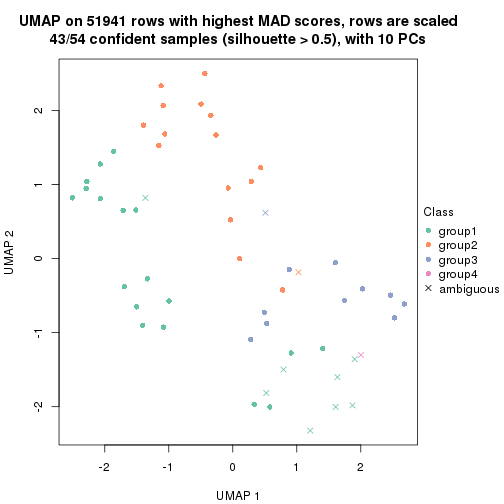 UMAP on 51941 rows with highest MAD scores, rows are scaled
43/54 confident samples (silhouette > 0.5), with 10 PCs
2
1
0
-1
-2
UMAP 2
-2
-1
0
1
2
UMAP 1
Class
group1
group2
group3
group4
ambiguous